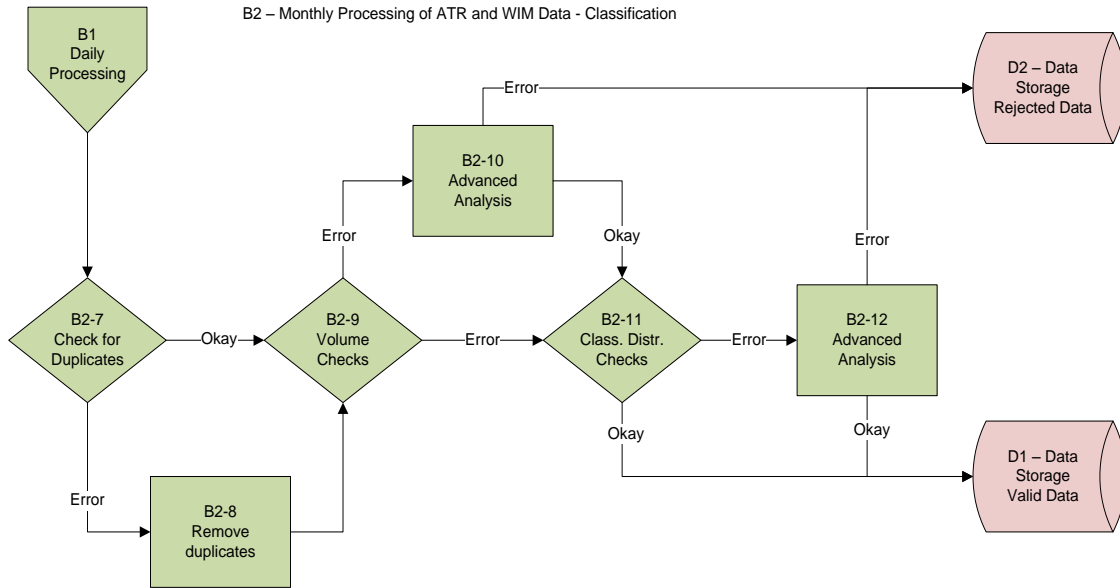 B2 – Monthly Processing of ATR and WIM Data - Classification
B1
Daily
Processing
D2 – Data
Storage
Rejected Data
Error
B2-10
Advanced
Analysis
Error
Okay
Error
B2-7
Check for
Duplicates
Okay
B2-9
Volume
Checks
Error
B2-11
Class. Distr.
Checks
Error
B2-12
Advanced
Analysis
Okay
Okay
D1 – Data
Storage
Valid Data
Error
B2-8
Remove
duplicates